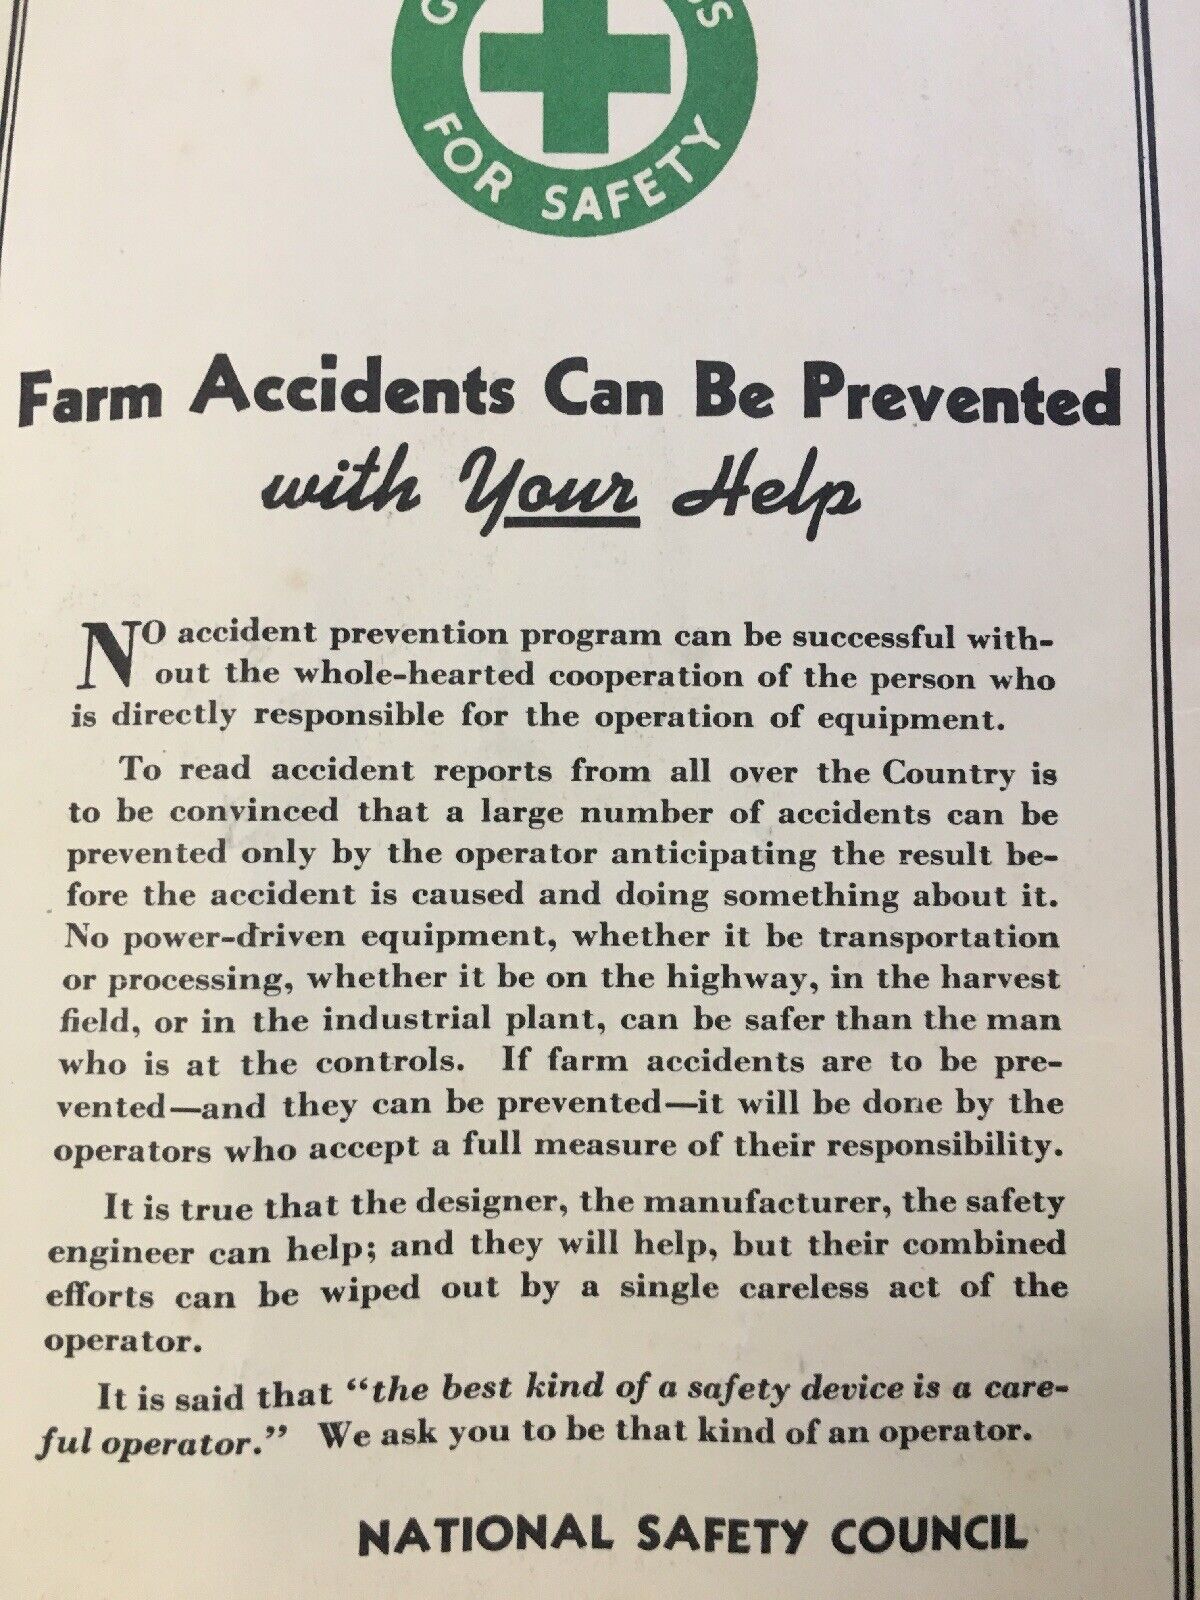 FOR SAFETY
Farm Accidents Can Be Prevented
with Your Help
NO accident prevention program can be successful with-
out the whole-hearted cooperation of the person who
is directly responsible for the operation of equipment.
To read accident reports from all over the Country is
to be convinced that a large number of accidents can be
prevented only by the operator anticipating the result be-
fore the accident is caused and doing something about it.
No power-driven equipment, whether it be transportation
or processing, whether it be on the highway, in the harvest
field, or in the industrial plant, can be safer than the man
who is at the controls. If farm accidents are to be pre-
vented—and they can be prevented—it will be done by the
operators who accept a full measure of their responsibility.
It is true that the designer, the manufacturer, the safety
engineer can help; and they will help, but their combined
efforts can be wiped out by a single careless act of the
operator.
It is said that “the best kind of a safety device is a care-
ful operator.” We ask you to be that kind of an operator.
NATIONAL SAFETY COUNCIL